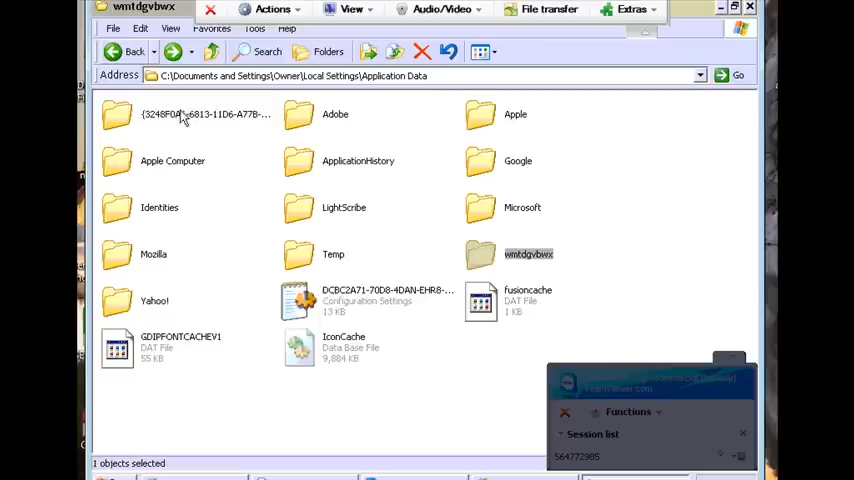 wmtdgvbwx
Actions
View
Audio/Video
File transfer
Extras
File
Edit
View
Favorites
Tools
Help
Back
Search
Folders
Address
C:\Documents and Settings\Owner\Local Settings\Application Data
Go
Adobe
Apple
Apple Computer
ApplicationHistory
Google
Identities
LightScribe
Microsoft
Mozilla
Temp
wmtdgvbwx
Yahoo!
DCBC2A71-70D8-4DAN-EHR8-...
Configuration Settings
13 KB
fusioncache
DAT File
1 KB
GDIPFONTCACHEV1
DAT File
55 KB
IconCache
Data Base File
9,884 KB
Functions
Session list
564772985
1 objects selected